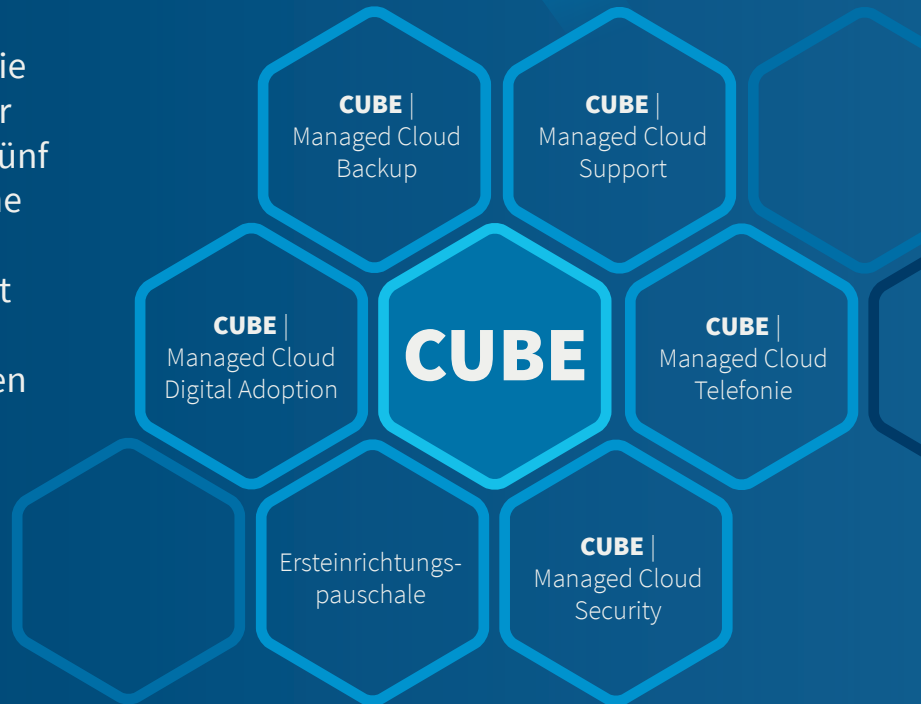 CUBE |
Managed Cloud
Backup
CUBE |
Managed Cloud
Support
CUBE |
Managed Cloud
Digital Adoption
CUBE
CUBE |
Managed Cloud
Telefonie
Ersteinrichtungs-
pauschale
CUBE |
Managed Cloud
Security